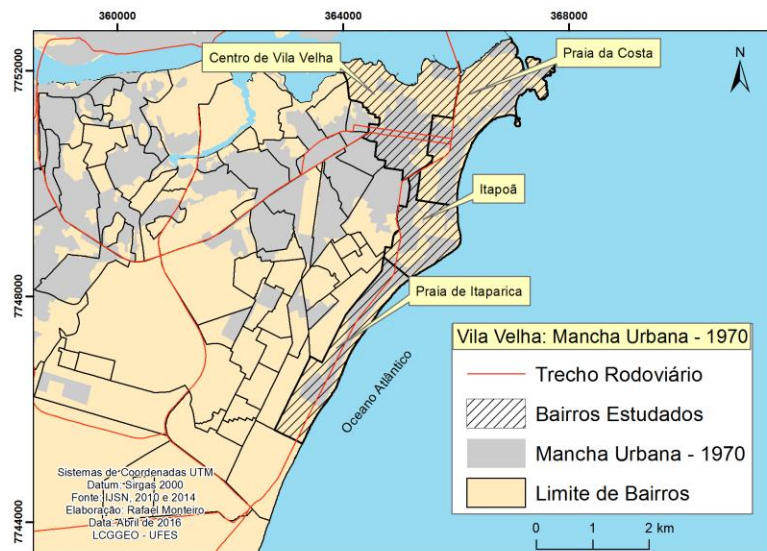 360000
364000
368000
7752000
7748000
7744000
Centro de Vila Velha
Praia da Costa
N
Itapoã
Praia de Itaparica
Oceano Atlântico
Vila Velha: Mancha Urbana - 1970
Trecho Rodoviário
Bairros Estudados
Mancha Urbana - 1970
Limite de Bairros
0 1 2 km
Sistemas de Coordenadas UTM
Datum: Sirgas 2000
Fonte: IJSN, 2010 e 2014
Elaboração: Rafael Monteiro
Data: Abril de 2016
LCGGEO - UFES